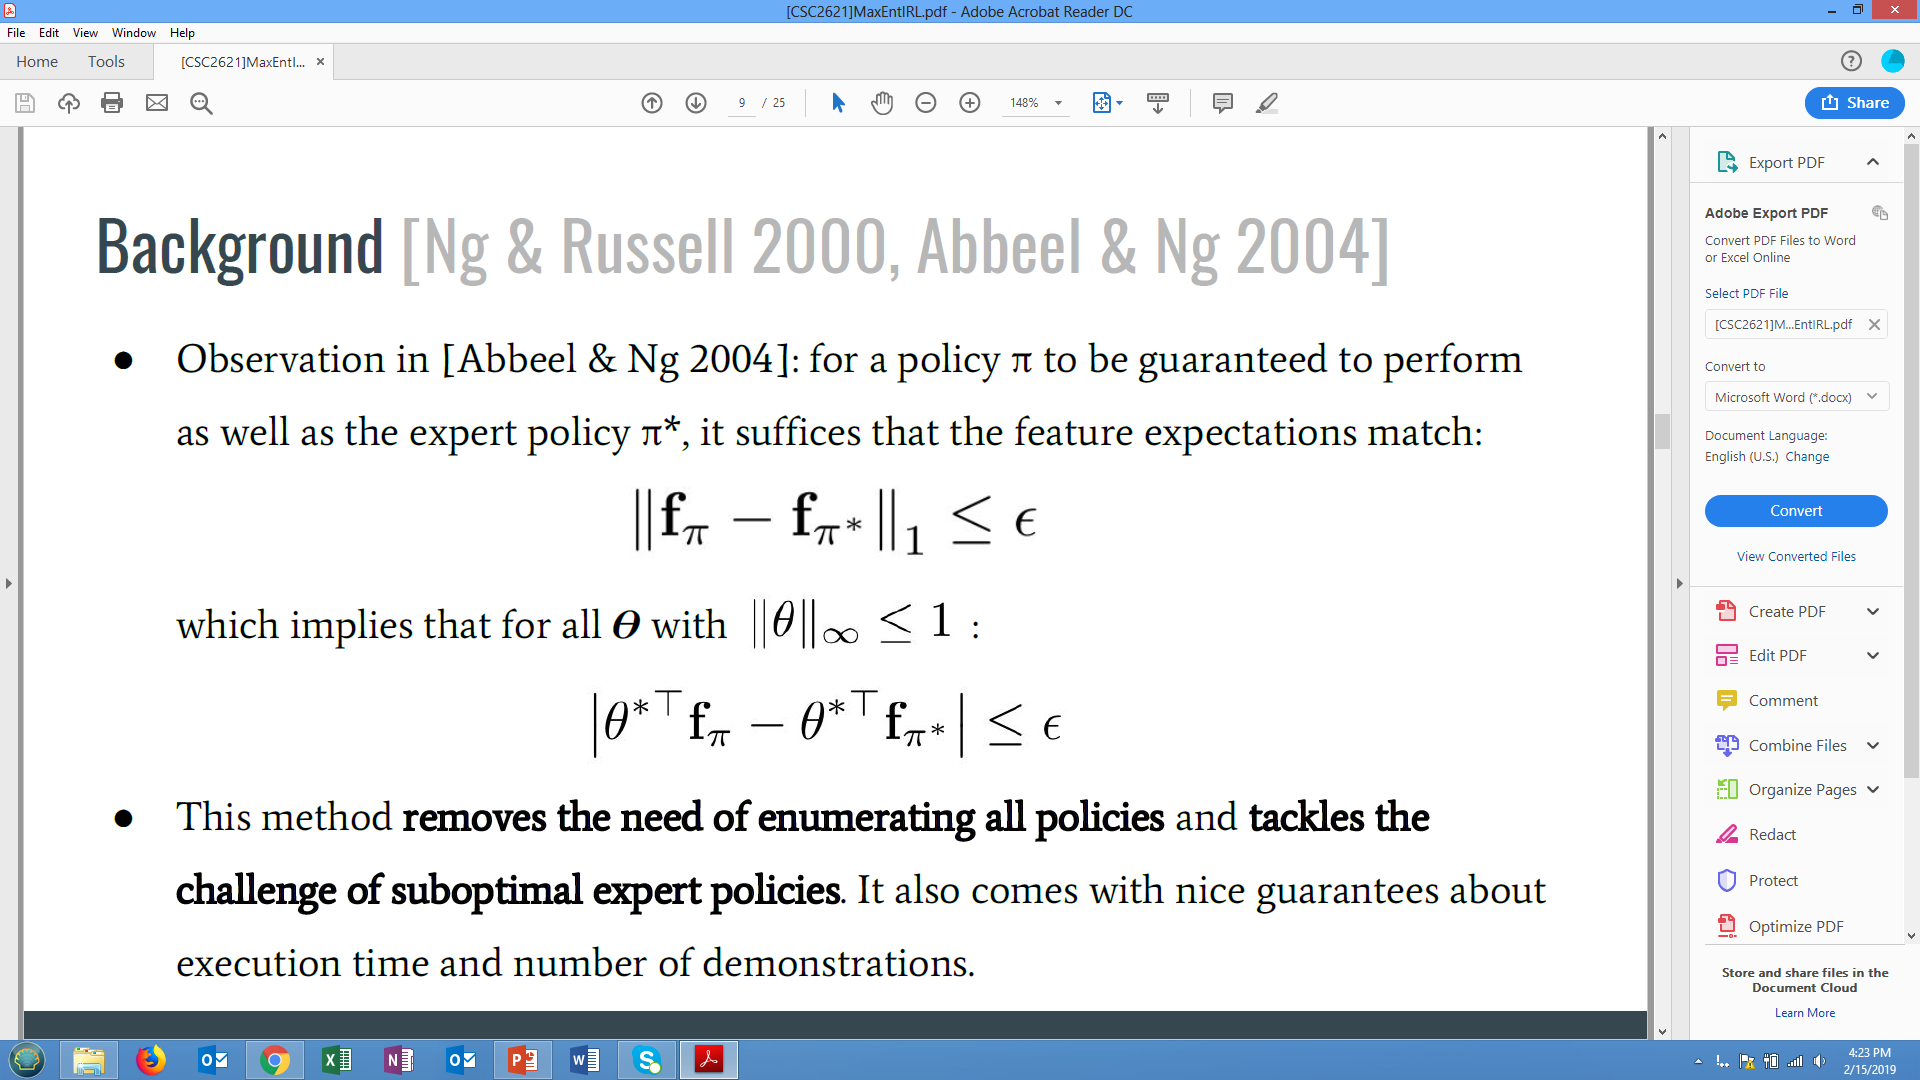 [CSC2621]MaxEntIRL.pdf - Adobe Acrobat Reader DC
File Edit View Window Help
Home Tools [CSC2621]MaxEntI... ×
9 / 25 148% Share
Background [Ng & Russell 2000, Abbeel & Ng 2004]
● Observation in [Abbeel & Ng 2004]: for a policy π to be guaranteed to perform
as well as the expert policy π*, it suffices that the feature expectations match:
‖f_π − f_π*‖₁ ≤ ϵ
which implies that for all θ with ‖θ‖∞ ≤ 1 :
|θ*⊤f_π − θ*⊤f_π*| ≤ ϵ
● This method removes the need of enumerating all policies and tackles the
challenge of suboptimal expert policies. It also comes with nice guarantees about
execution time and number of demonstrations.
Export PDF
Adobe Export PDF
Convert PDF Files to Word
or Excel Online
Select PDF File
[CSC2621]M...EntIRL.pdf
Convert to
Microsoft Word (*.docx)
Document Language:
English (U.S.) Change
Convert
View Converted Files
Create PDF
Edit PDF
Comment
Combine Files
Organize Pages
Redact
Protect
Optimize PDF
Store and share files in the
Document Cloud
Learn More
4:23 PM
2/15/2019